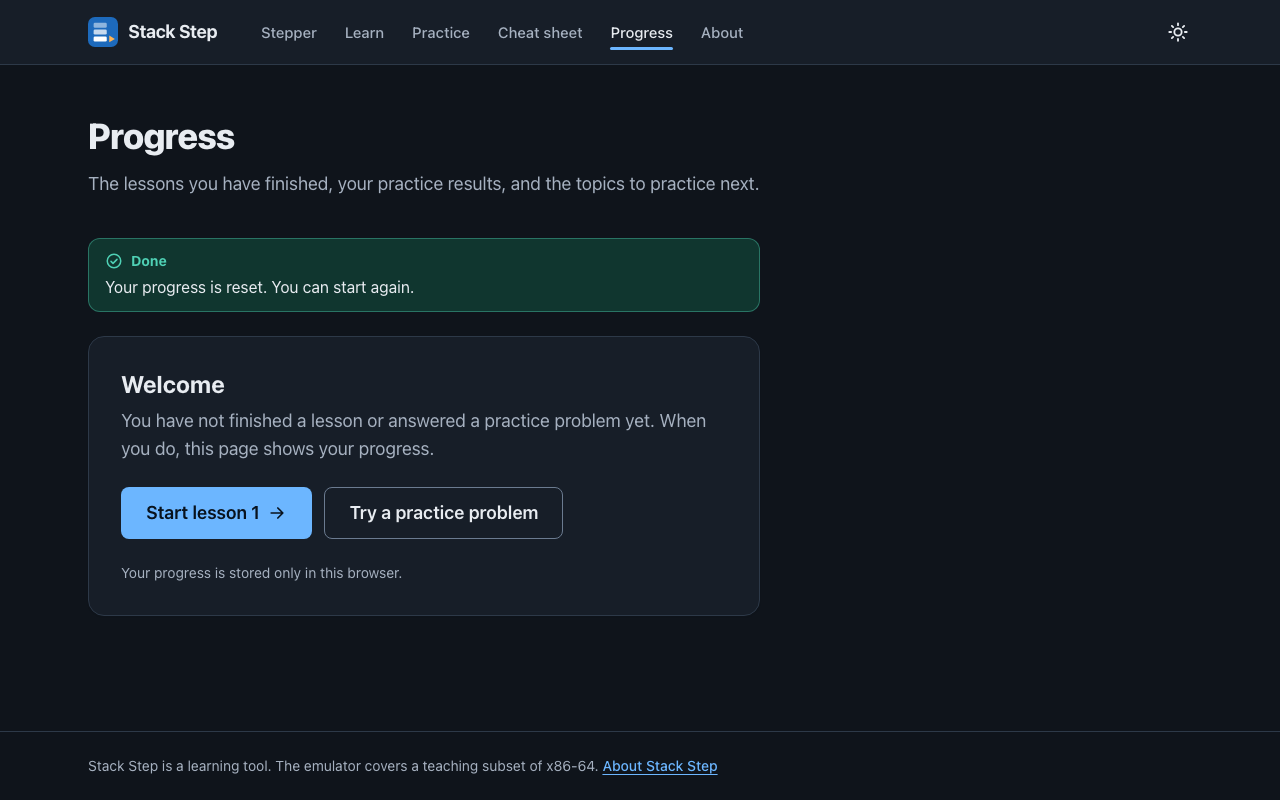 Stack Step
Stepper
Learn
Practice
Cheat sheet
Progress
About
Progress
The lessons you have finished, your practice results, and the topics to practice next.
Done
Your progress is reset. You can start again.
Welcome
You have not finished a lesson or answered a practice problem yet. When
you do, this page shows your progress.
Start lesson 1 →
Try a practice problem
Your progress is stored only in this browser.
Stack Step is a learning tool. The emulator covers a teaching subset of x86-64. About Stack Step